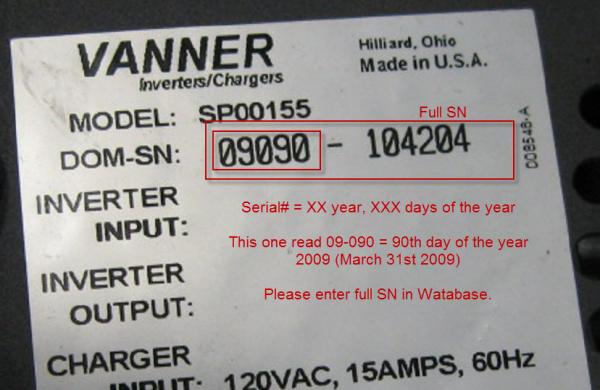 VANNER
Inverters/Chargers
Hilliard, Ohio
Made in U.S.A.
MODEL: SP00155
Full SN
DOM-SN: 09090 - 104204
D08546-A
INVERTER
INPUT:
Serial# = XX year, XXX days of the year
This one read 09-090 = 90th day of the year
2009 (March 31st 2009)
INVERTER
OUTPUT:
Please enter full SN in Watabase.
CHARGER
INPUT: 120VAC, 15AMPS, 60Hz